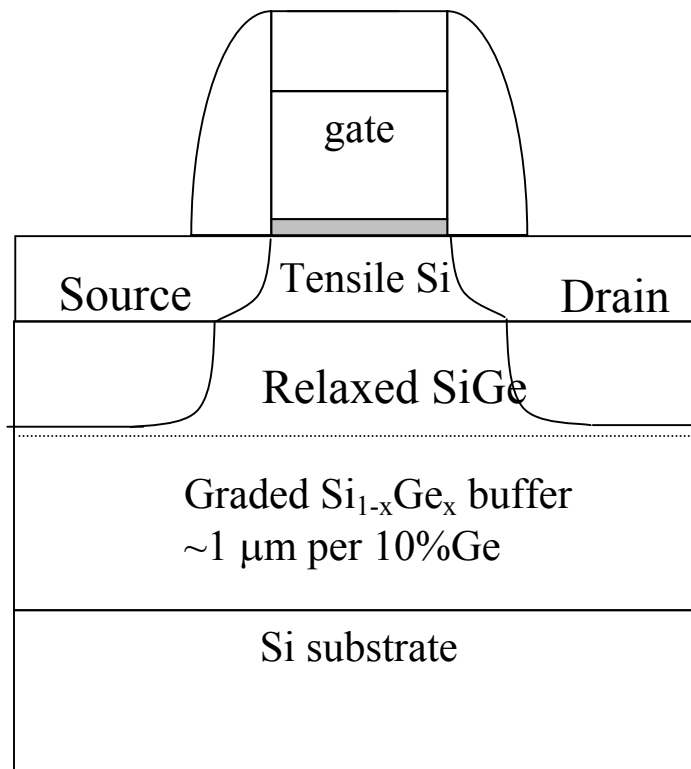 gate
Tensile Si
Source
Drain
Relaxed SiGe
Graded Si₁₋ₓGeₓ buffer
~1 μm per 10%Ge
Si substrate